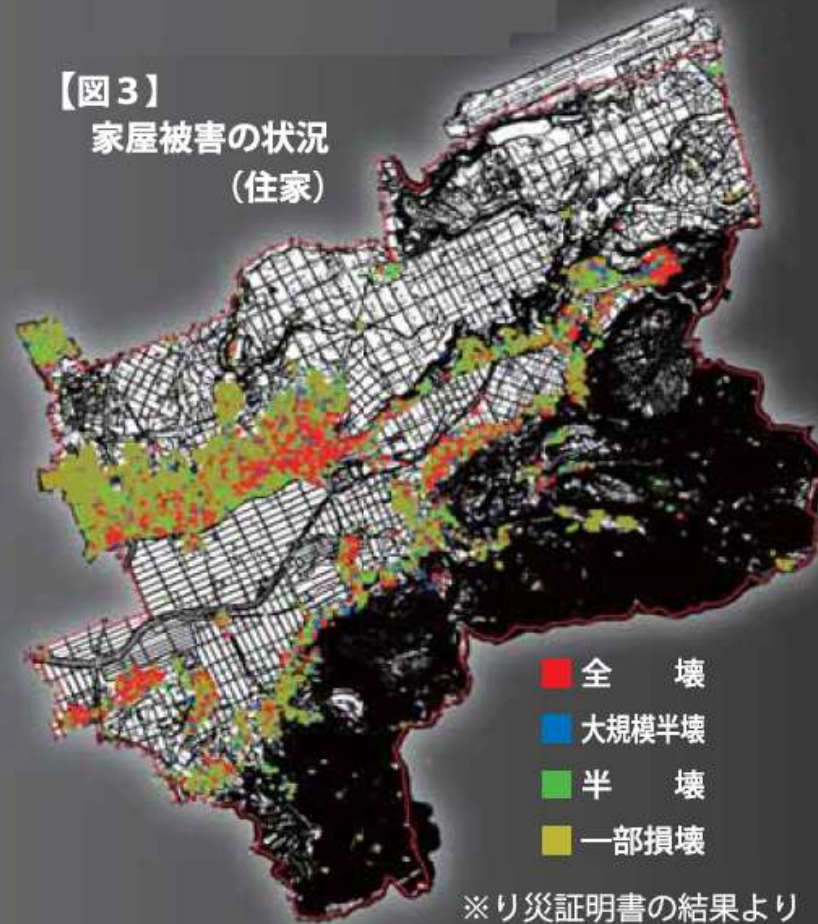 【図３】
家屋被害の状況
（住家）
全　　壊
大規模半壊
半　　壊
一部損壊
※り災証明書の結果より